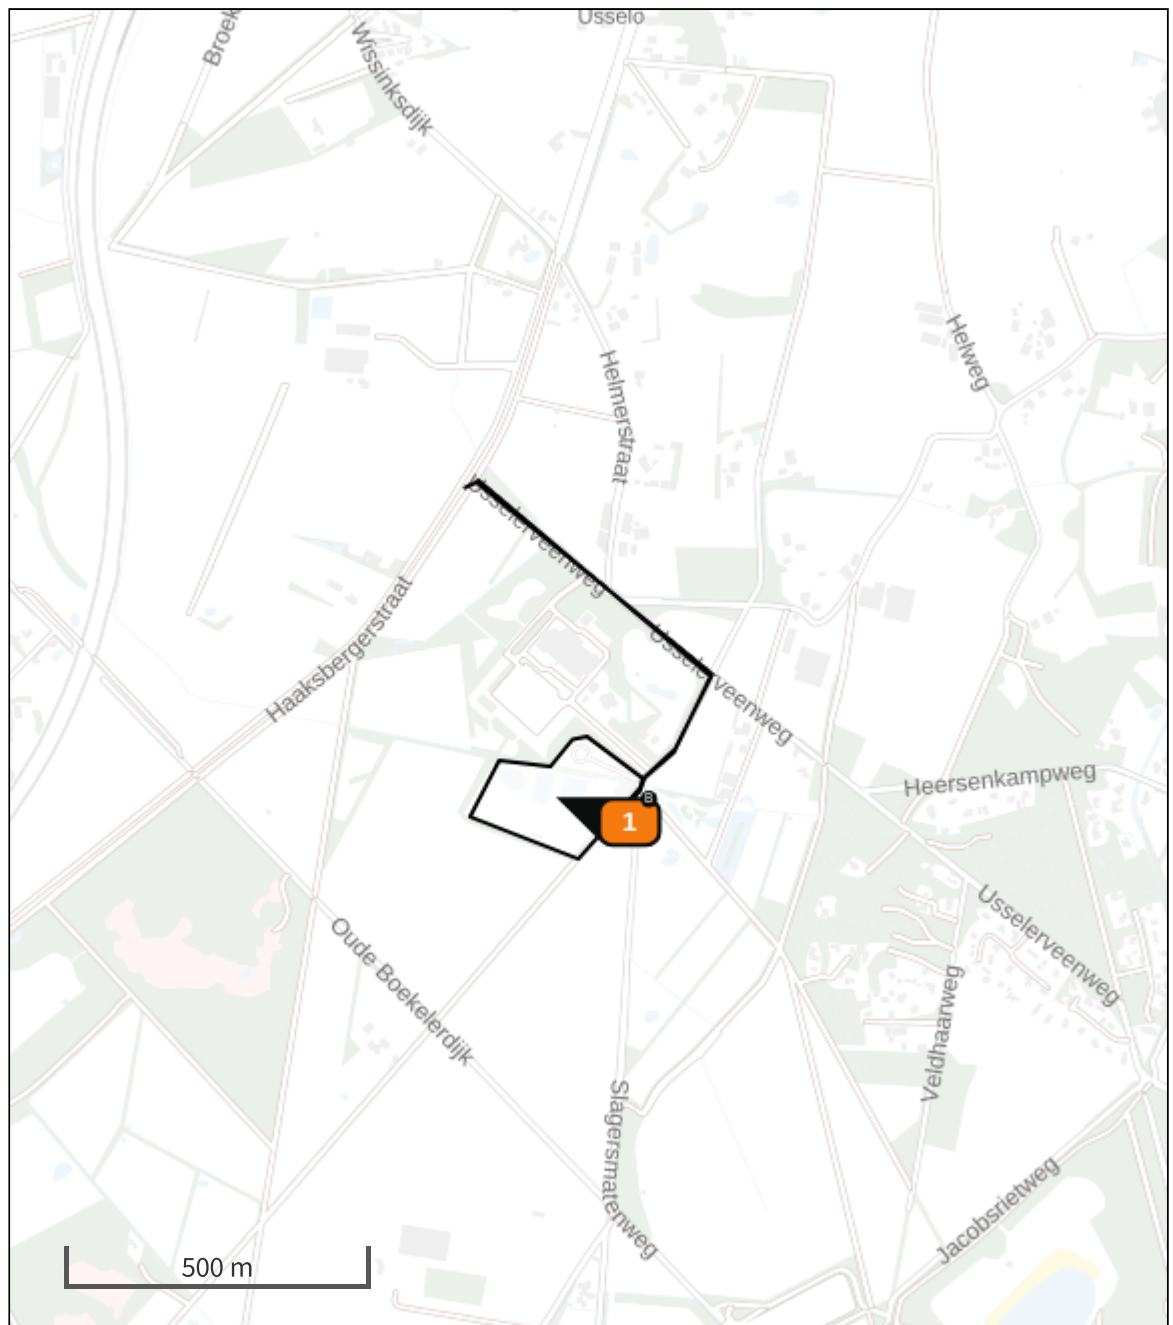 Usselo
Broek
Wissinksdijk
Helweg
Helmerstraat
Usselerveenweg
Haaksbergerstraat
Usselerveenweg
Heersenkampweg
B
1
Usselerveenweg
Oude Boekelerdijk
Veldhaarweg
Slagersmatenweg
Jacobsrietweg
500 m